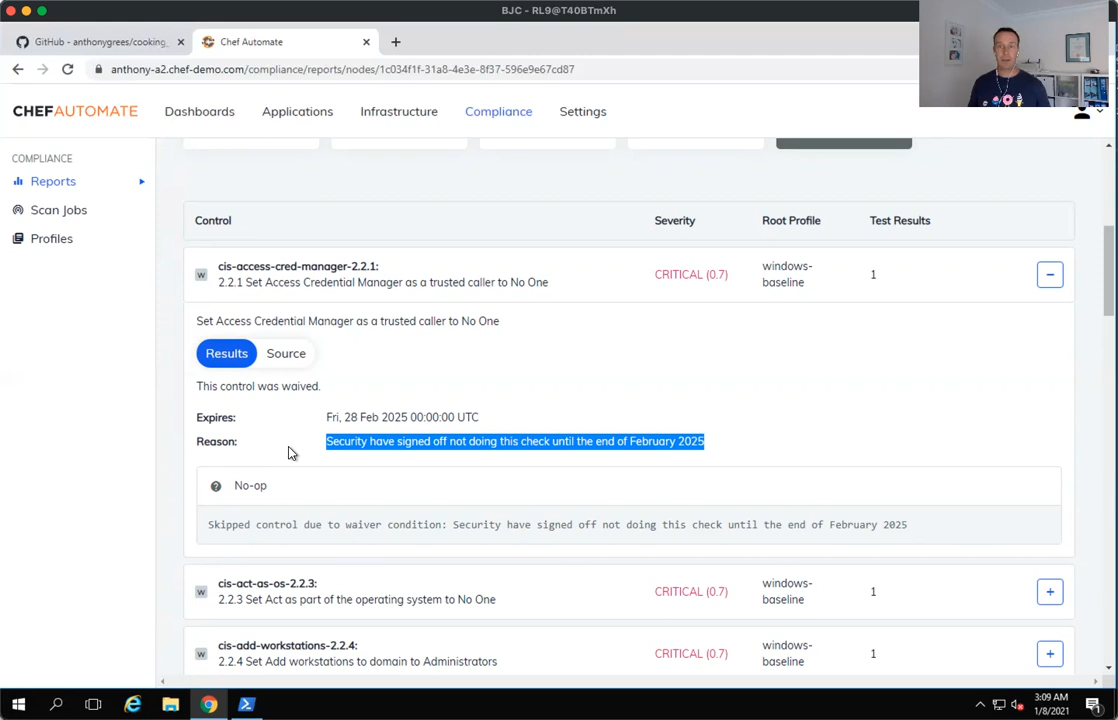 BJC - RL9@T40BTmXh
GitHub - anthonygrees/cooking_
Chef Automate
anthony-a2.chef-demo.com/compliance/reports/nodes/1c034f1f-31a8-4e3e-8f37-596e9e67cd87
CHEFAUTOMATE
Dashboards
Applications
Infrastructure
Compliance
Settings
COMPLIANCE
Reports
Scan Jobs
Profiles
Control
Severity
Root Profile
Test Results
w
cis-access-cred-manager-2.2.1:
2.2.1 Set Access Credential Manager as a trusted caller to No One
CRITICAL (0.7)
windows-
baseline
1
Set Access Credential Manager as a trusted caller to No One
Results
Source
This control was waived.
Expires:
Fri, 28 Feb 2025 00:00:00 UTC
Reason:
Security have signed off not doing this check until the end of February 2025
No-op
Skipped control due to waiver condition: Security have signed off not doing this check until the end of February 2025
w
cis-act-as-os-2.2.3:
2.2.3 Set Act as part of the operating system to No One
CRITICAL (0.7)
windows-
baseline
1
w
cis-add-workstations-2.2.4:
2.2.4 Set Add workstations to domain to Administrators
CRITICAL (0.7)
windows-
baseline
1
3:09 AM
1/8/2021
1